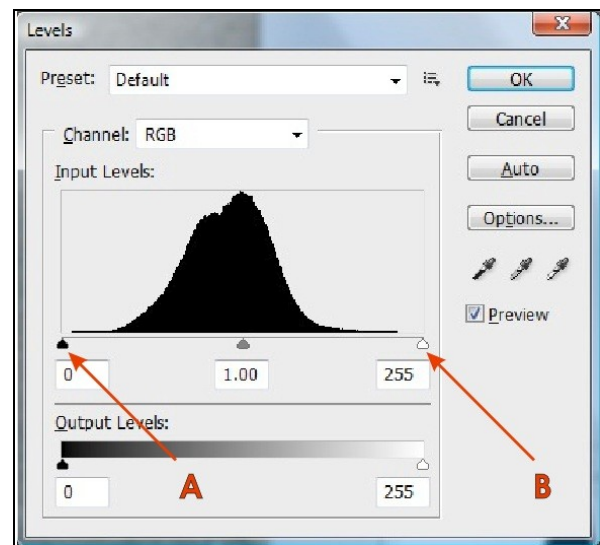 Levels
Preset: Default
OK
Cancel
Auto
Options...
Preview
Channel: RGB
Input Levels:
0 1.00 255
Output Levels:
0 255
A
B